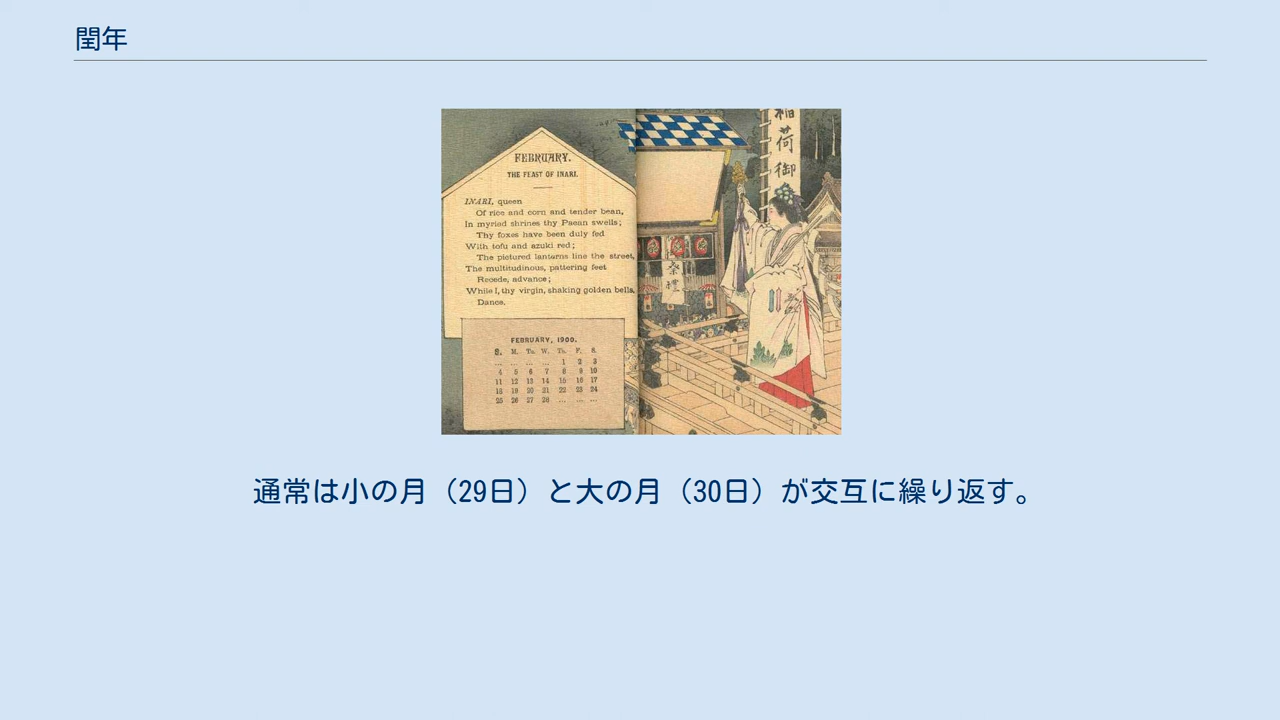 閏年
FEBRUARY.
THE FEAST OF INARI.
INARI, queen
Of rice and corn and tender bean,
In myried shrines thy Paean swells;
Thy foxes have been duly fed
With tofu and azuki red;
The pictured lanterns line the street,
The multitudinous, pattering feet
Recede, advance;
While I, thy virgin, shaking golden bells,
Dance.
FEBRUARY, 1900.
S. M. Tu. W. Th. F. S.
... ... ... ... 1 2 3
4 5 6 7 8 9 10
11 12 13 14 15 16 17
18 19 20 21 22 23 24
25 26 27 28 ... ... ...
稲荷御
祭禮
通常は小の月（29日）と大の月（30日）が交互に繰り返す。